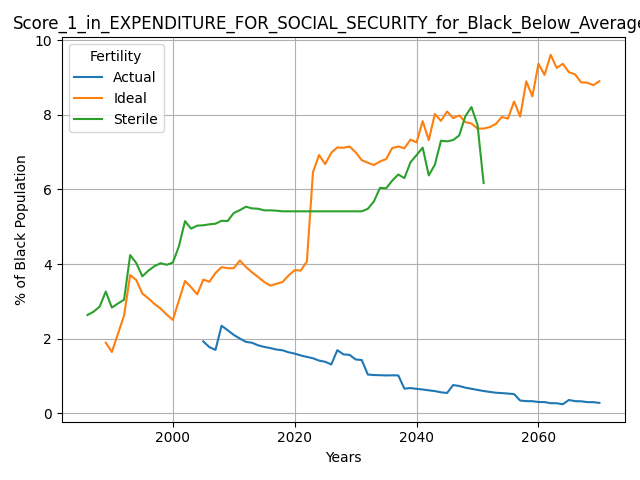 Score_1_in_EXPENDITURE_FOR_SOCIAL_SECURITY_for_Black_Below_Average
10
8
6
4
2
0
% of Black Population
Fertility
Actual
Ideal
Sterile
2000
2020
2040
2060
Years